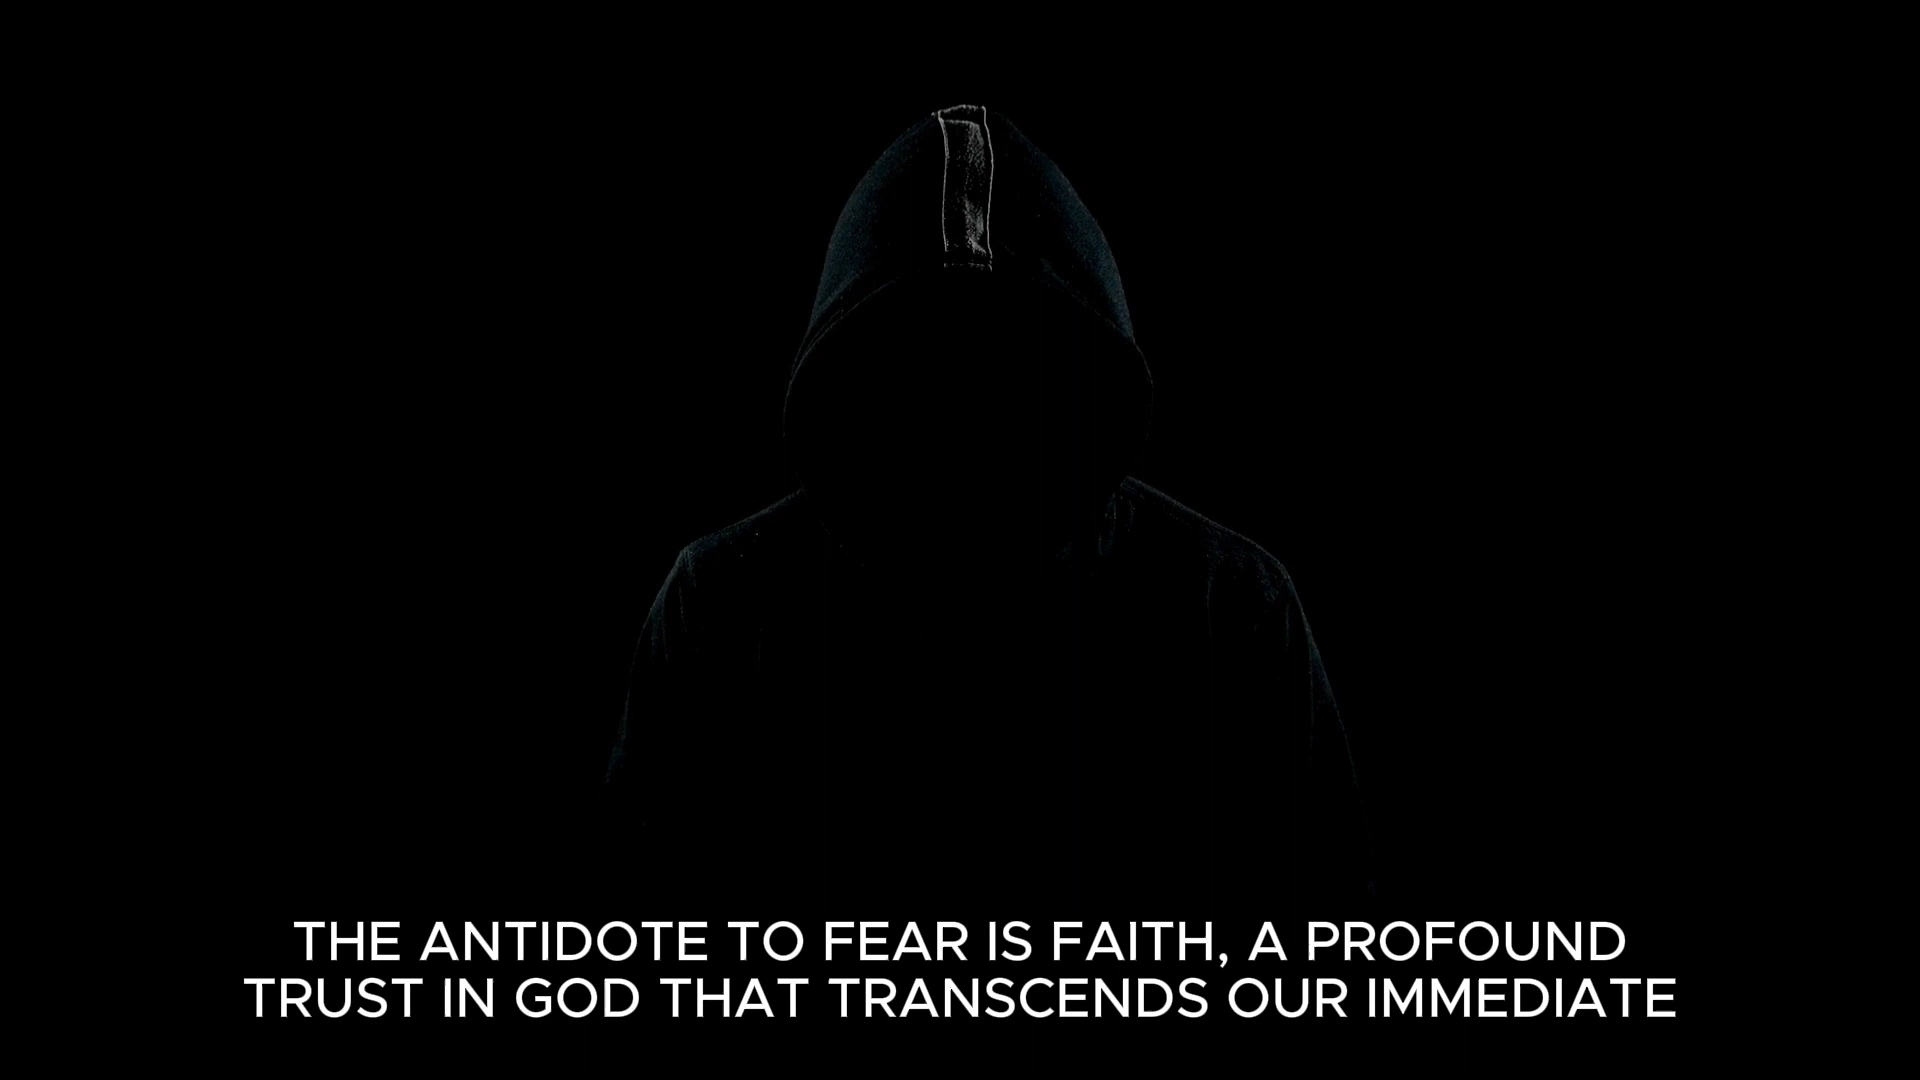 THE ANTIDOTE TO FEAR IS FAITH, A PROFOUND
TRUST IN GOD THAT TRANSCENDS OUR IMMEDIATE